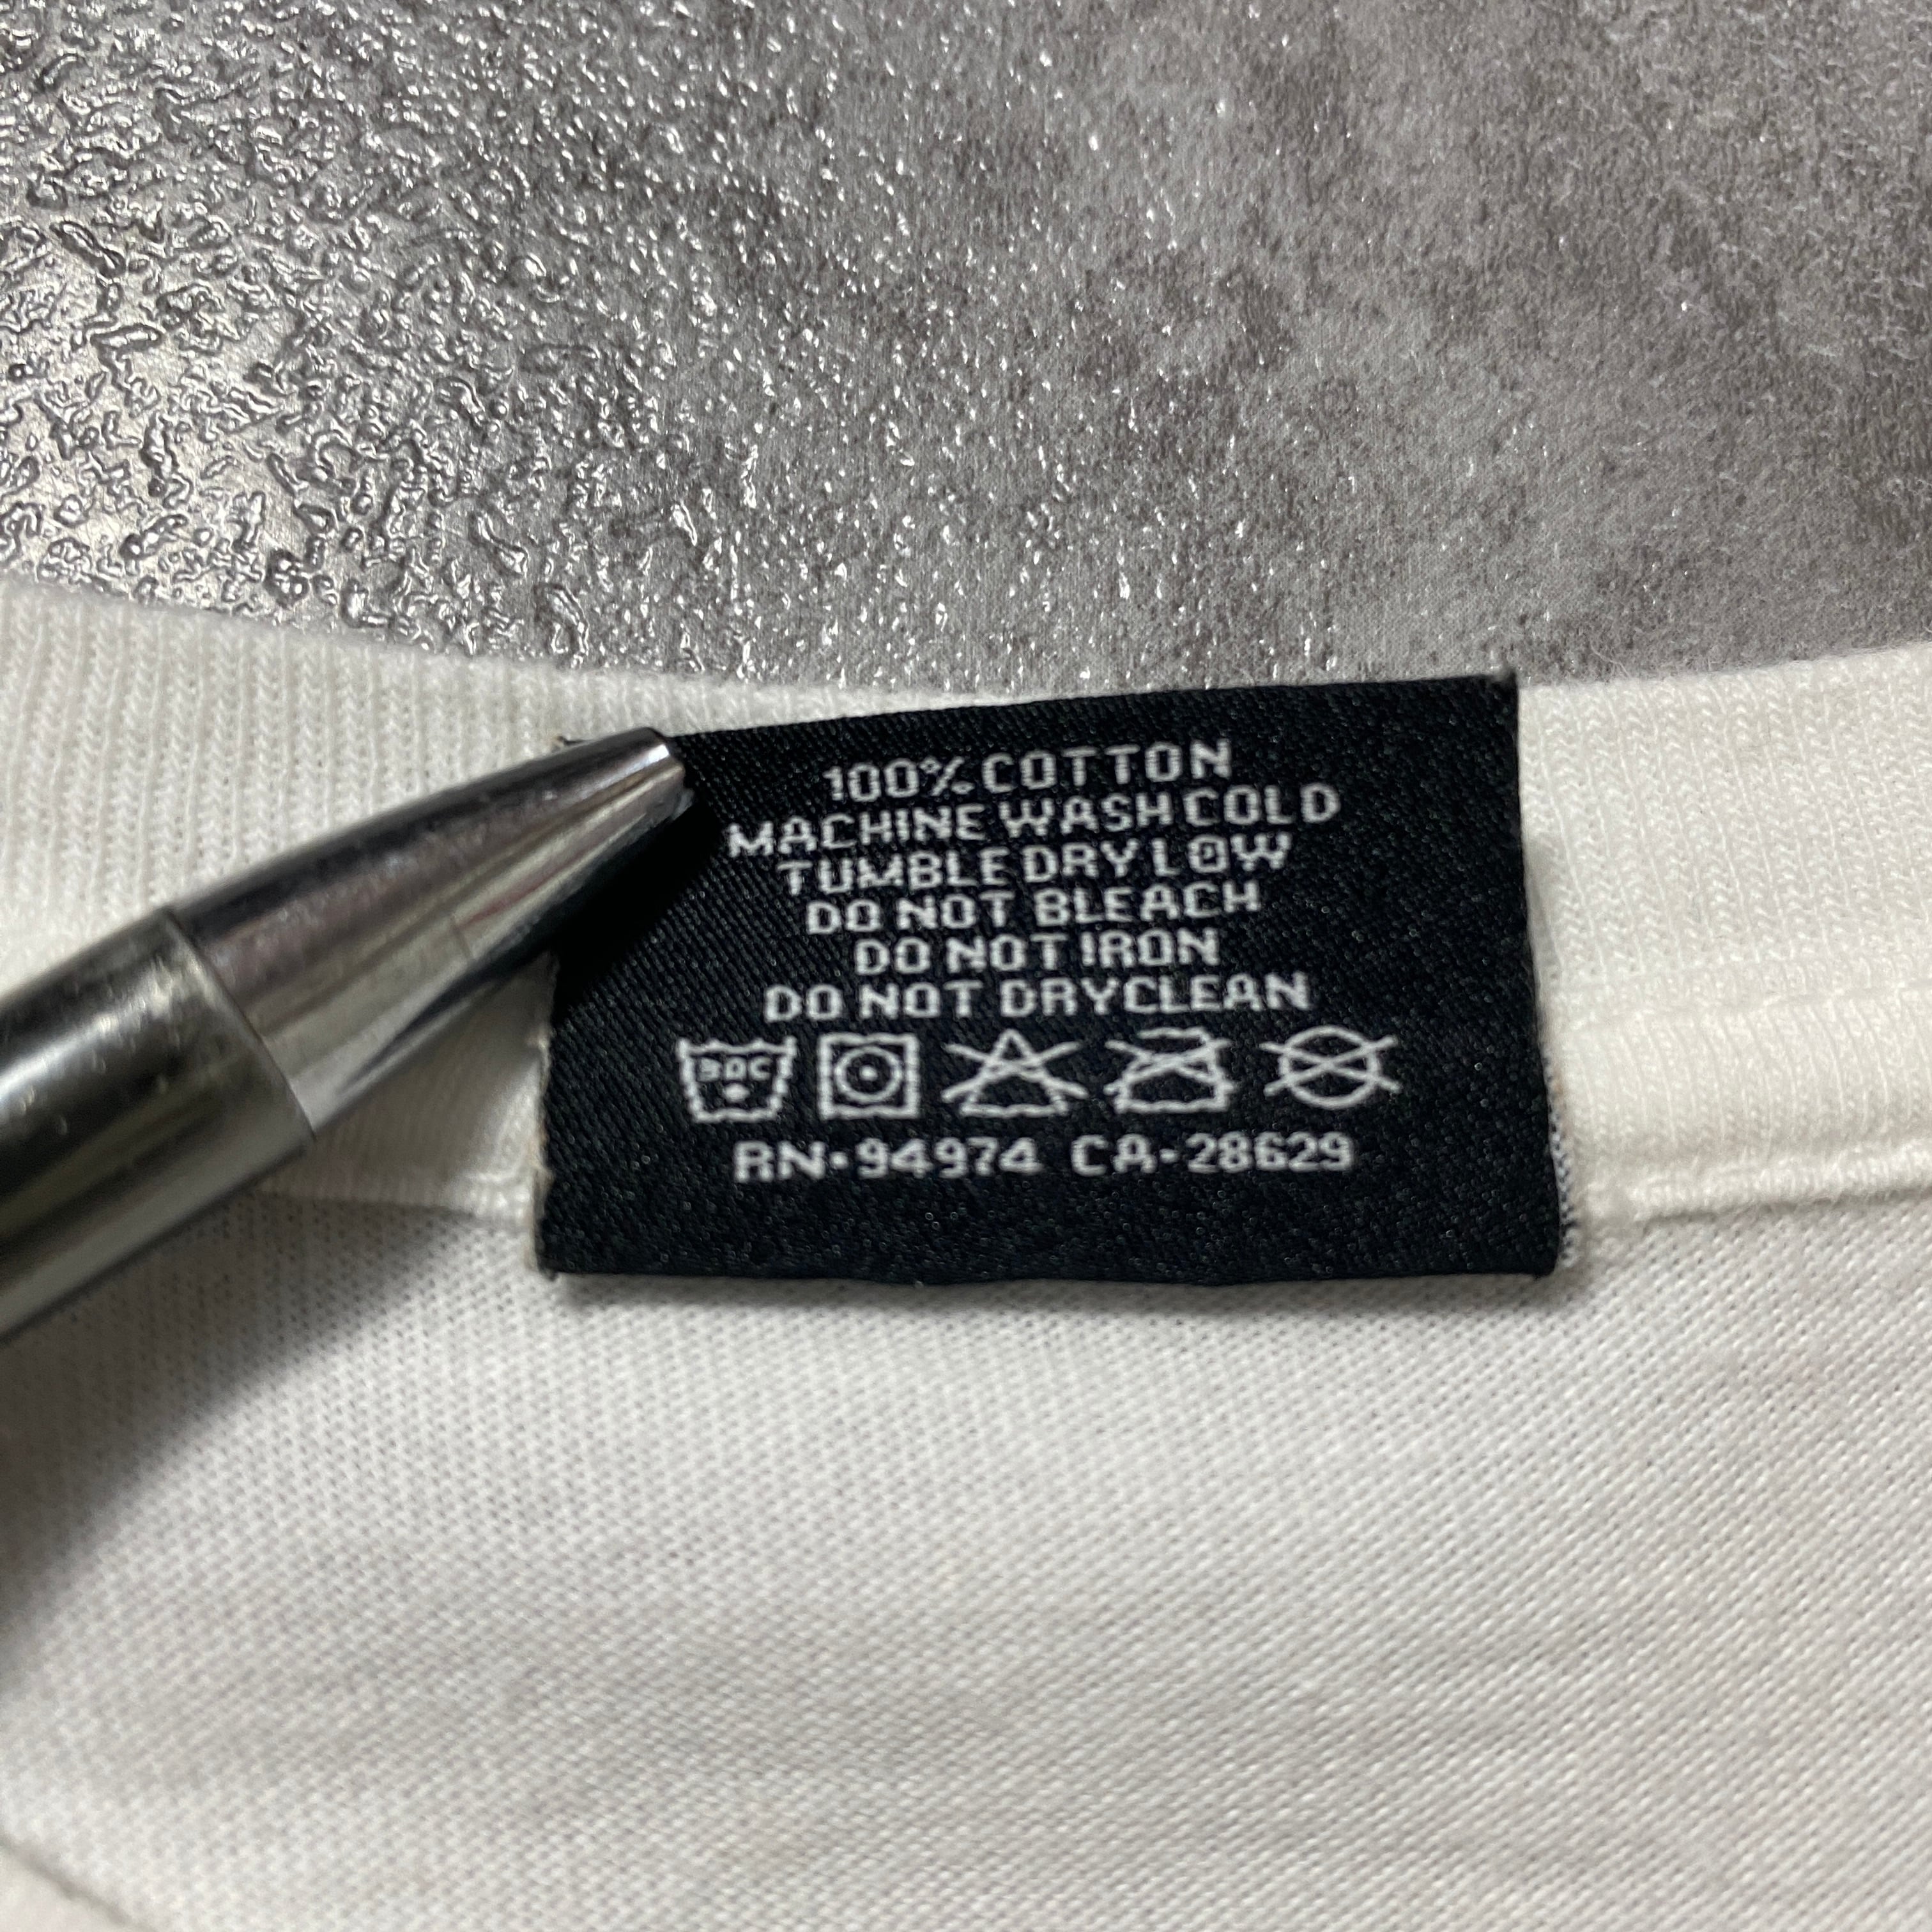 100% COTTON
MACHINE WASH COLD
TUMBLE DRY LOW
DO NOT BLEACH
DO NOT IRON
DO NOT DRYCLEAN
30C
RN-94974 CA-28629